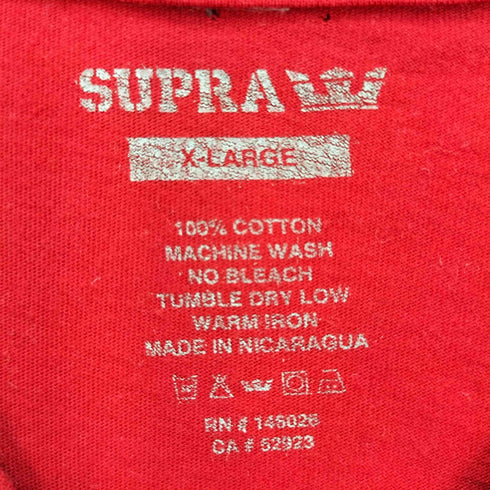 SUPRA
X-LARGE
100% COTTON
MACHINE WASH
NO BLEACH
TUMBLE DRY LOW
WARM IRON
MADE IN NICARAGUA
RN # 145026
CA # 52923